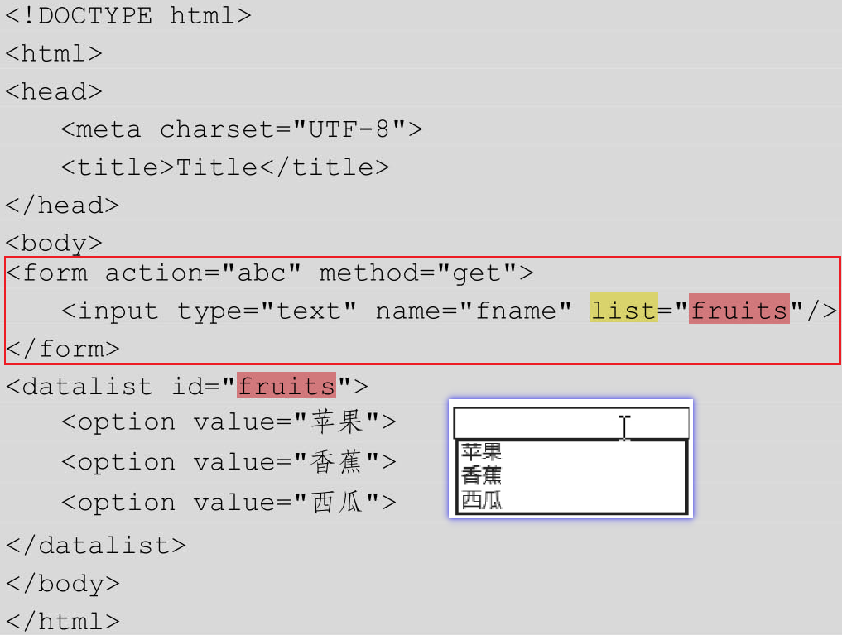 <!DOCTYPE html>
<html>
<head>
<meta charset="UTF-8">
<title>Title</title>
</head>
<body>
<form action="abc" method="get">
<input type="text" name="fname" list="fruits"/>
</form>
<datalist id="fruits">
<option value="苹果">
<option value="香蕉">
<option value="西瓜">
苹果
香蕉
西瓜
</datalist>
</body>
</html>